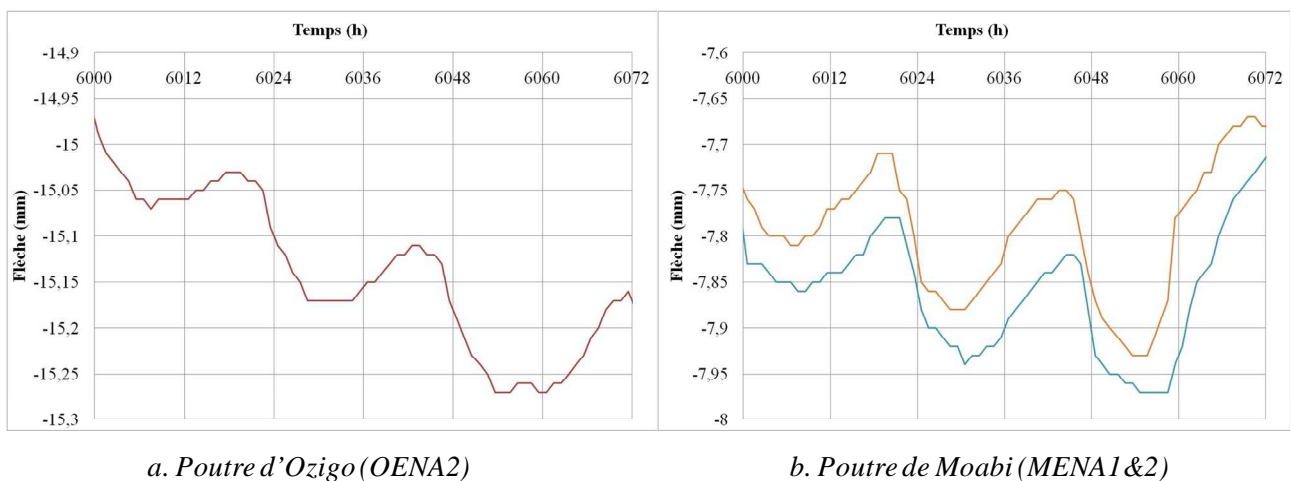 Temps (h)
-14,9
6000 6012 6024 6036 6048 6060 6072
-14,95
-15
-15,05
-15,1
-15,15
-15,2
-15,25
-15,3
Flèche (mm)
Temps (h)
-7,6
6000 6012 6024 6036 6048 6060 6072
-7,65
-7,7
-7,75
-7,8
-7,85
-7,9
-7,95
-8
Flèche (mm)
a. Poutre d'Ozigo (OENA2)
b. Poutre de Moabi (MENA1&2)